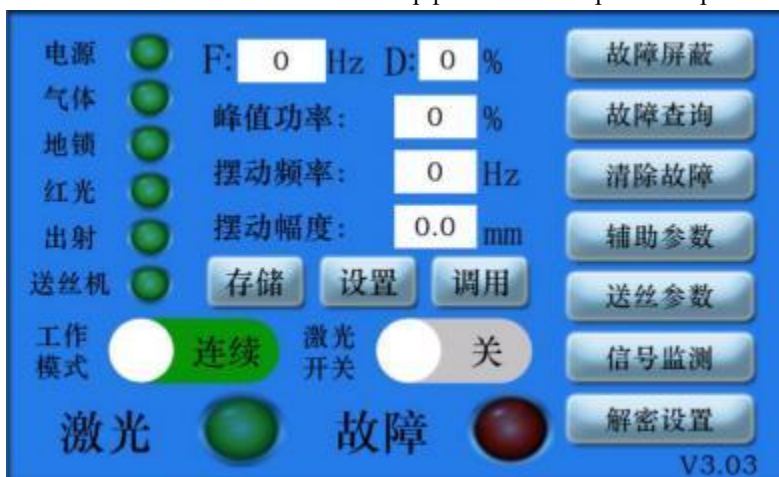 电源
气体
地锁
红光
出射
送丝机
F: 0 Hz D: 0 %
峰值功率: 0 %
摆动频率: 0 Hz
摆动幅度: 0.0 mm
存储 设置 调用
工作模式 连续
激光开关 关
激光 故障
故障屏蔽
故障查询
清除故障
辅助参数
送丝参数
信号监测
解密设置
V3.03